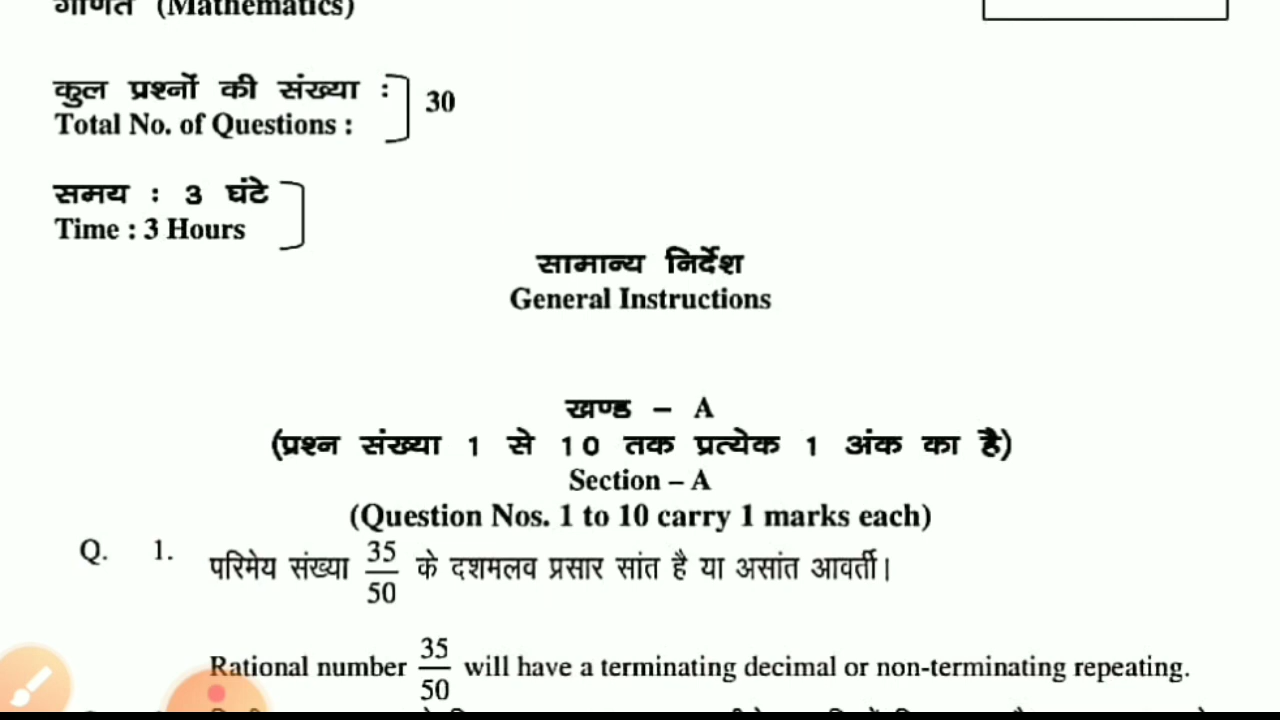 गणित (Mathematics)
कुल प्रश्नों की संख्या :
Total No. of Questions :
30
समय : 3 घंटे
Time : 3 Hours
सामान्य निर्देश
General Instructions
खण्ड – A
(प्रश्न संख्या 1 से 10 तक प्रत्येक 1 अंक का है)
Section – A
(Question Nos. 1 to 10 carry 1 marks each)
Q. 1. परिमेय संख्या 35/50 के दशमलव प्रसार सांत है या असांत आवर्ती।
Rational number 35/50 will have a terminating decimal or non-terminating repeating.